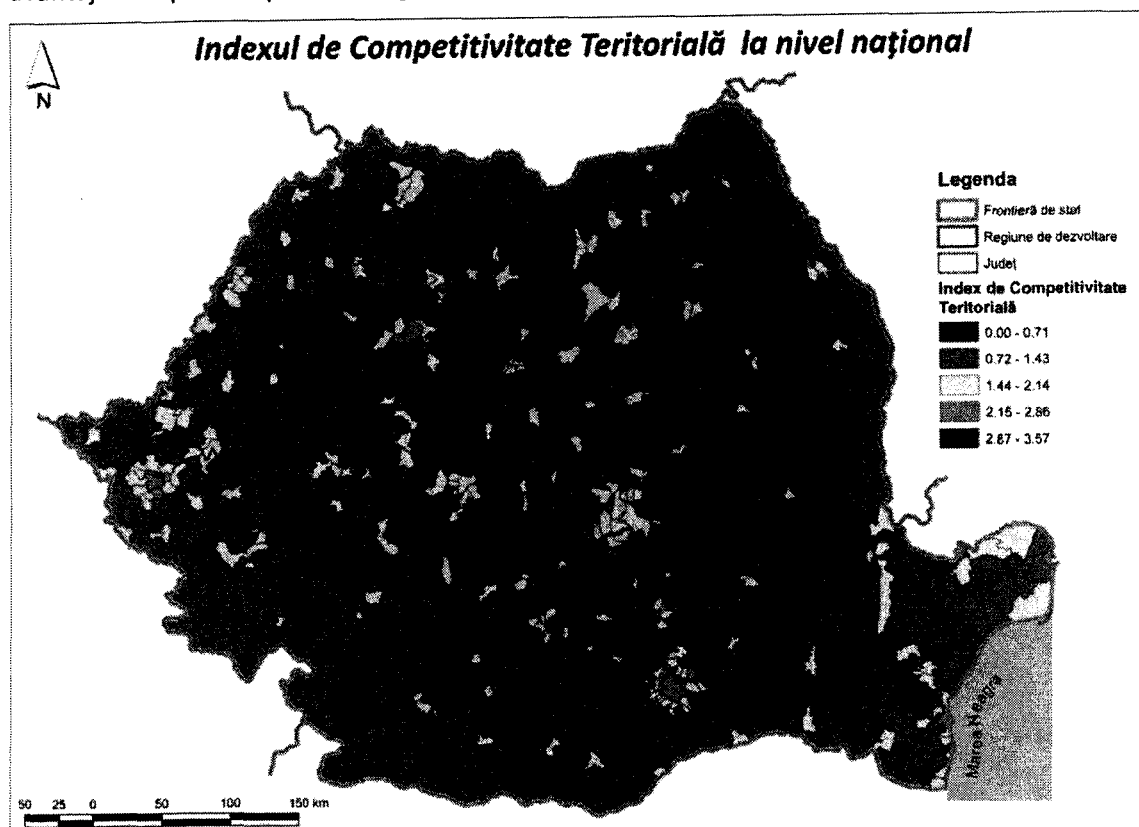 Indexul de Competitivitate Teritorială la nivel național
N
Legenda
Frontieră de stat
Regiune de dezvoltare
Județ
Index de Competitivitate
Teritorială
0.00 - 0.71
0.72 - 1.43
1.44 - 2.14
2.15 - 2.86
2.87 - 3.57
Marea Neagră
50 25 0 50 100 150 km